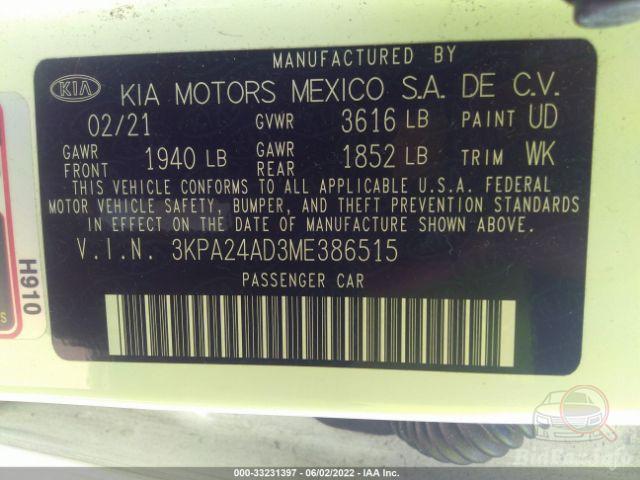 MANUFACTURED BY
KIA KIA MOTORS MEXICO S.A. DE C.V.
02/21 GVWR 3616 LB PAINT UD
GAWR FRONT 1940 LB GAWR REAR 1852 LB TRIM WK
THIS VEHICLE CONFORMS TO ALL APPLICABLE U.S.A. FEDERAL
MOTOR VEHICLE SAFETY, BUMPER, AND THEFT PREVENTION STANDARDS
IN EFFECT ON THE DATE OF MANUFACTURE SHOWN ABOVE.
V.I.N. 3KPA24AD3ME386515
PASSENGER CAR
H910
BidFax.info
000-33231397 - 06/02/2022 - IAA Inc.